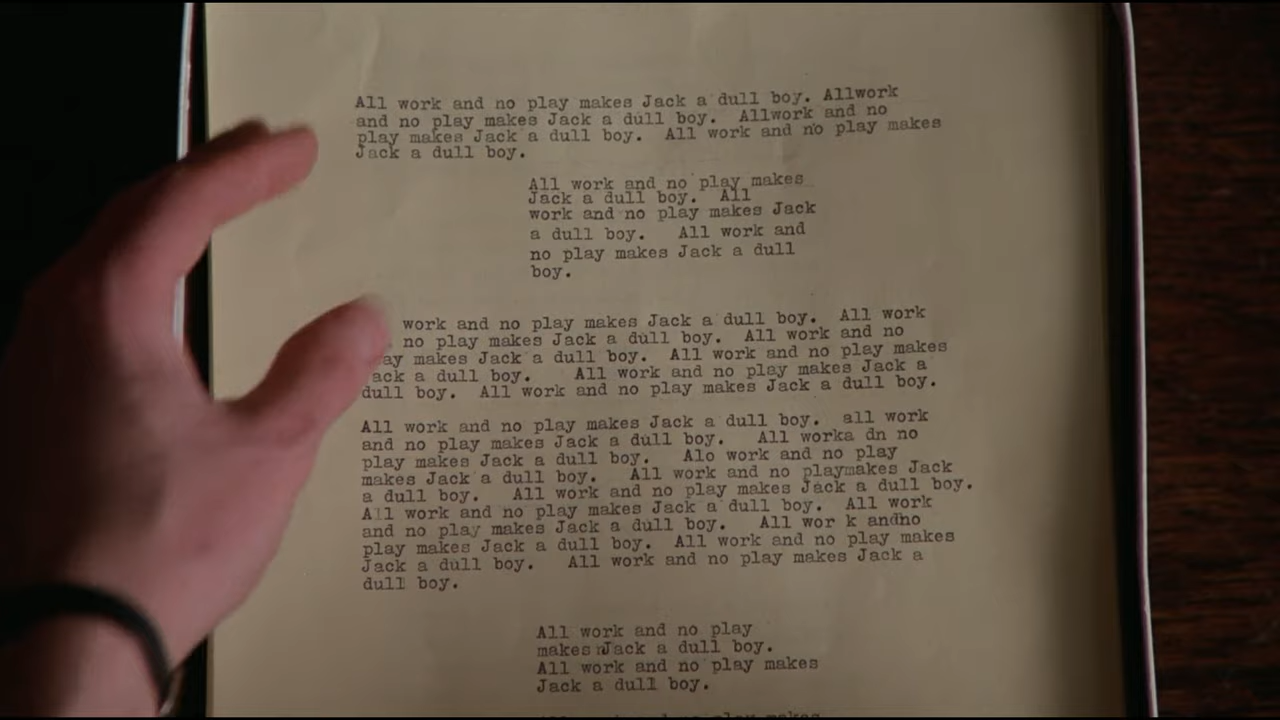 All work and no play makes Jack a dull boy. Allwork
and no play makes Jack a dull boy. Allwork and no
play makes Jack a dull boy. All work and no play makes
Jack a dull boy.
All work and no play makes
Jack a dull boy. All
work and no play makes Jack
a dull boy. All work and
no play makes Jack a dull
boy.
work and no play makes Jack a dull boy. All work
no play makes Jack a dull boy. All work and no
ay makes Jack a dull boy. All work and no play makes
ack a dull boy. All work and no play makes Jack a
dull boy. All work and no play makes Jack a dull boy.
All work and no play makes Jack a dull boy. all work
and no play makes Jack a dull boy. All worka dn no
play makes Jack a dull boy. Alo work and no play
makes Jack a dull boy. All work and no playmakes Jack
a dull boy. All work and no play makes Jack a dull boy.
All work and no play makes Jack a dull boy. All work
and no play makes Jack a dull boy. All wor k andno
play makes Jack a dull boy. All work and no play makes
Jack a dull boy. All work and no play makes Jack a
dull boy.
All work and no play
makes Jack a dull boy.
All work and no play makes
Jack a dull boy.
play makes